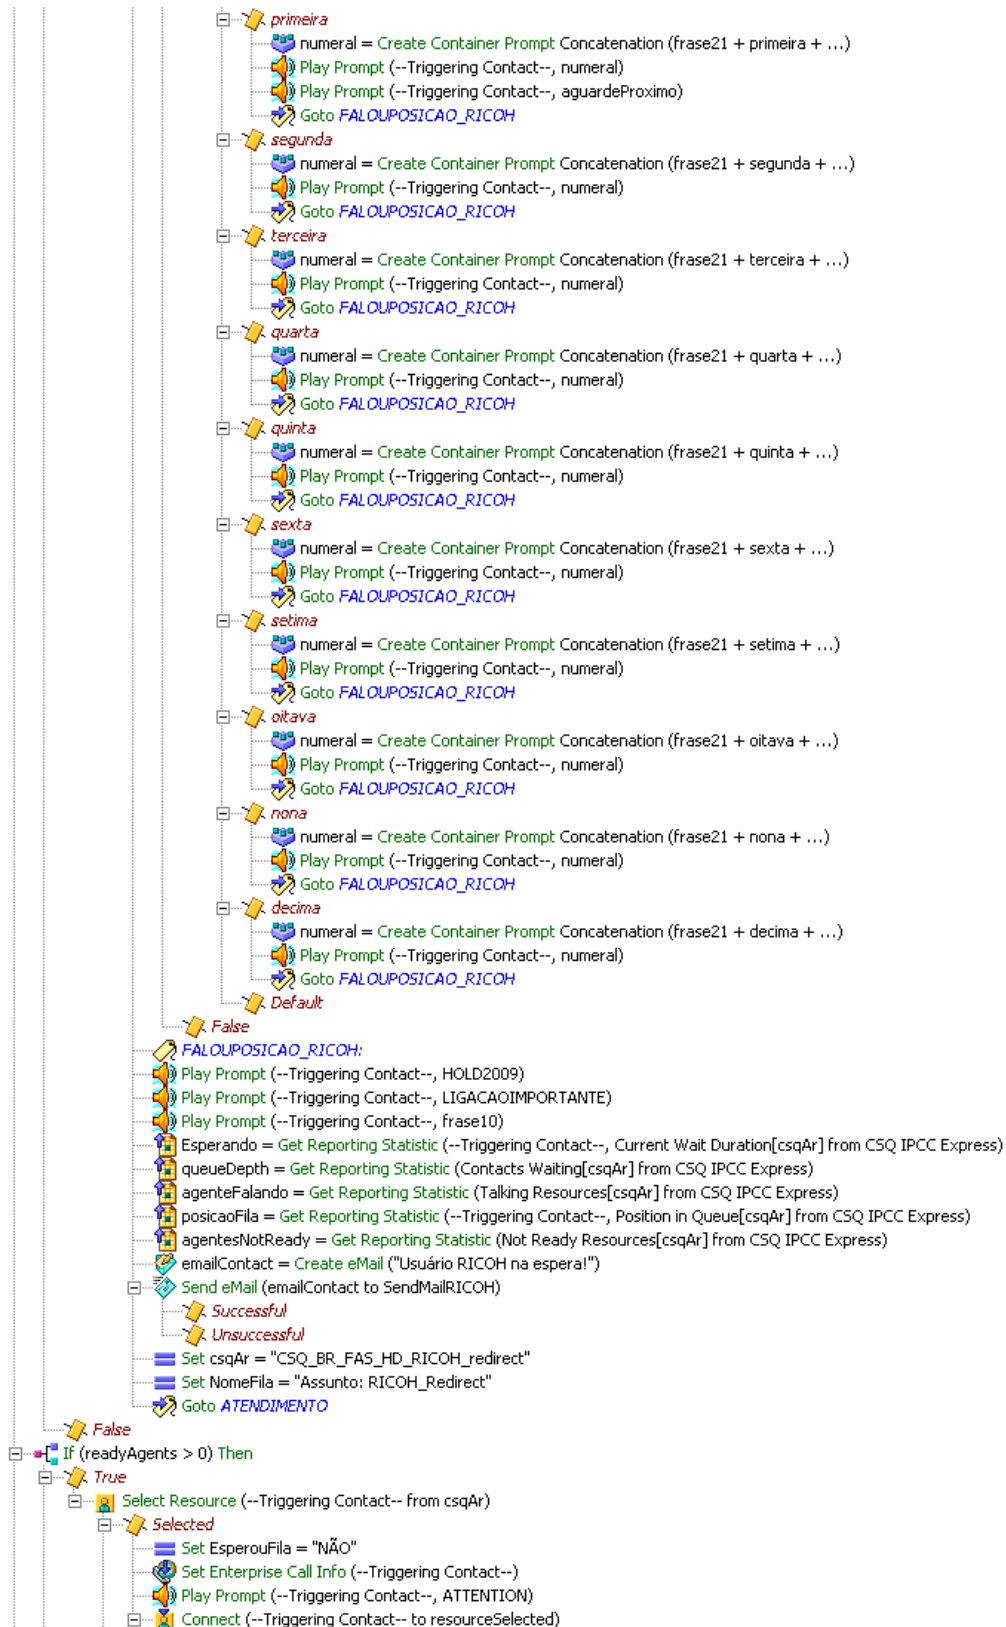 primeira
numeral = Create Container Prompt Concatenation (frase21 + primeira + ...)
Play Prompt (--Triggering Contact--, numeral)
Play Prompt (--Triggering Contact--, aguardeProximo)
Goto FALOUPOSICAO_RICOH
segunda
numeral = Create Container Prompt Concatenation (frase21 + segunda + ...)
Play Prompt (--Triggering Contact--, numeral)
Goto FALOUPOSICAO_RICOH
terceira
numeral = Create Container Prompt Concatenation (frase21 + terceira + ...)
Play Prompt (--Triggering Contact--, numeral)
Goto FALOUPOSICAO_RICOH
quarta
numeral = Create Container Prompt Concatenation (frase21 + quarta + ...)
Play Prompt (--Triggering Contact--, numeral)
Goto FALOUPOSICAO_RICOH
quinta
numeral = Create Container Prompt Concatenation (frase21 + quinta + ...)
Play Prompt (--Triggering Contact--, numeral)
Goto FALOUPOSICAO_RICOH
sexta
numeral = Create Container Prompt Concatenation (frase21 + sexta + ...)
Play Prompt (--Triggering Contact--, numeral)
Goto FALOUPOSICAO_RICOH
setima
numeral = Create Container Prompt Concatenation (frase21 + setima + ...)
Play Prompt (--Triggering Contact--, numeral)
Goto FALOUPOSICAO_RICOH
oitava
numeral = Create Container Prompt Concatenation (frase21 + oitava + ...)
Play Prompt (--Triggering Contact--, numeral)
Goto FALOUPOSICAO_RICOH
nona
numeral = Create Container Prompt Concatenation (frase21 + nona + ...)
Play Prompt (--Triggering Contact--, numeral)
Goto FALOUPOSICAO_RICOH
decima
numeral = Create Container Prompt Concatenation (frase21 + decima + ...)
Play Prompt (--Triggering Contact--, numeral)
Goto FALOUPOSICAO_RICOH
Default
False
FALOUPOSICAO_RICOH:
Play Prompt (--Triggering Contact--, HOLD2009)
Play Prompt (--Triggering Contact--, LIGACAOIMPORTANTE)
Play Prompt (--Triggering Contact--, frase10)
Esperando = Get Reporting Statistic (--Triggering Contact--, Current Wait Duration[csqAr] from CSQ IPCC Express)
queueDepth = Get Reporting Statistic (Contacts Waiting[csqAr] from CSQ IPCC Express)
agenteFalando = Get Reporting Statistic (Talking Resources[csqAr] from CSQ IPCC Express)
posicaoFila = Get Reporting Statistic (--Triggering Contact--, Position in Queue[csqAr] from CSQ IPCC Express)
agentesNotReady = Get Reporting Statistic (Not Ready Resources[csqAr] from CSQ IPCC Express)
emailContact = Create eMail ("Usuário RICOH na espera!")
Send eMail (emailContact to SendMailRICOH)
Successful
Unsuccessful
Set csqAr = "CSQ_BR_FAS_HD_RICOH_redirect"
Set NomeFila = "Assunto: RICOH_Redirect"
Goto ATENDIMENTO
False
If (readyAgents > 0) Then
True
Select Resource (--Triggering Contact-- from csqAr)
Selected
Set EsperouFila = "NÃO"
Set Enterprise Call Info (--Triggering Contact--)
Play Prompt (--Triggering Contact--, ATTENTION)
Connect (--Triggering Contact-- to resourceSelected)